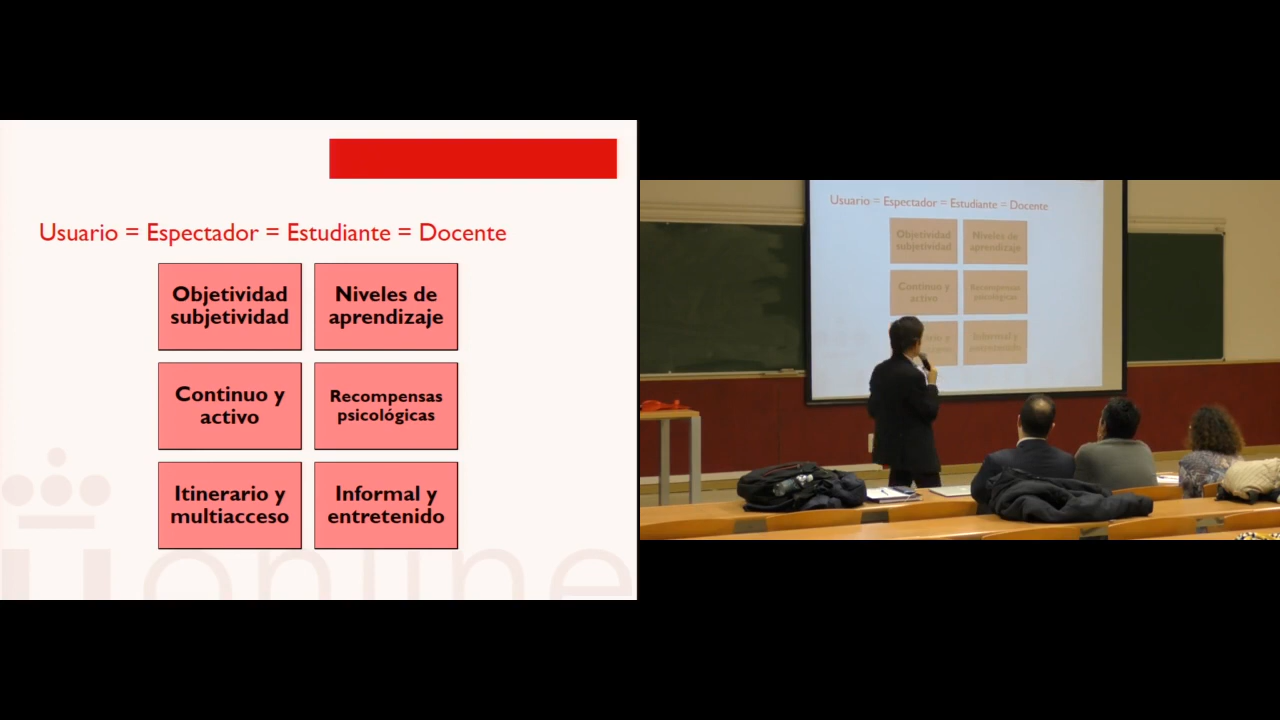 Usuario = Espectador = Estudiante = Docente
Objetividad
subjetividad
Niveles de
aprendizaje
Continuo y
activo
Recompensas
psicológicas
Itinerario y
multiacceso
Informal y
entretenido
online
Usuario = Espectador = Estudiante = Docente
Objetividad
subjetividad
Niveles de
aprendizaje
Continuo y
activo
Recompensas
psicológicas
Informal y
entretenido